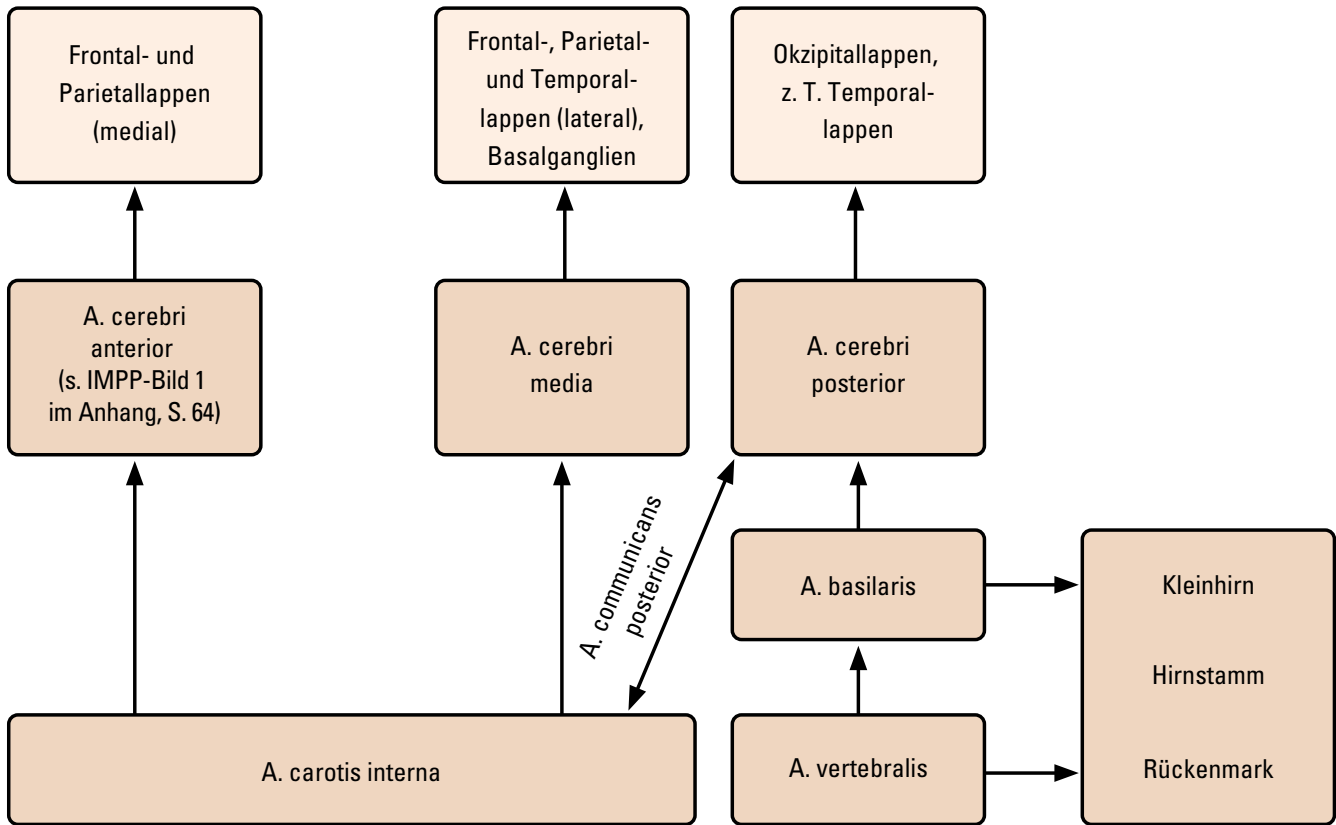 Frontal- und
Parietallappen
(medial)
Frontal-, Parietal-
und Temporal-
lappen (lateral),
Basalganglien
Okzipitallappen,
z. T. Temporal-
lappen
A. cerebri
anterior
(s. IMPP-Bild 1
im Anhang, S. 64)
A. cerebri
media
A. cerebri
posterior
A. communicans
posterior
A. basilaris
Kleinhirn
Hirnstamm
Rückenmark
A. carotis interna
A. vertebralis